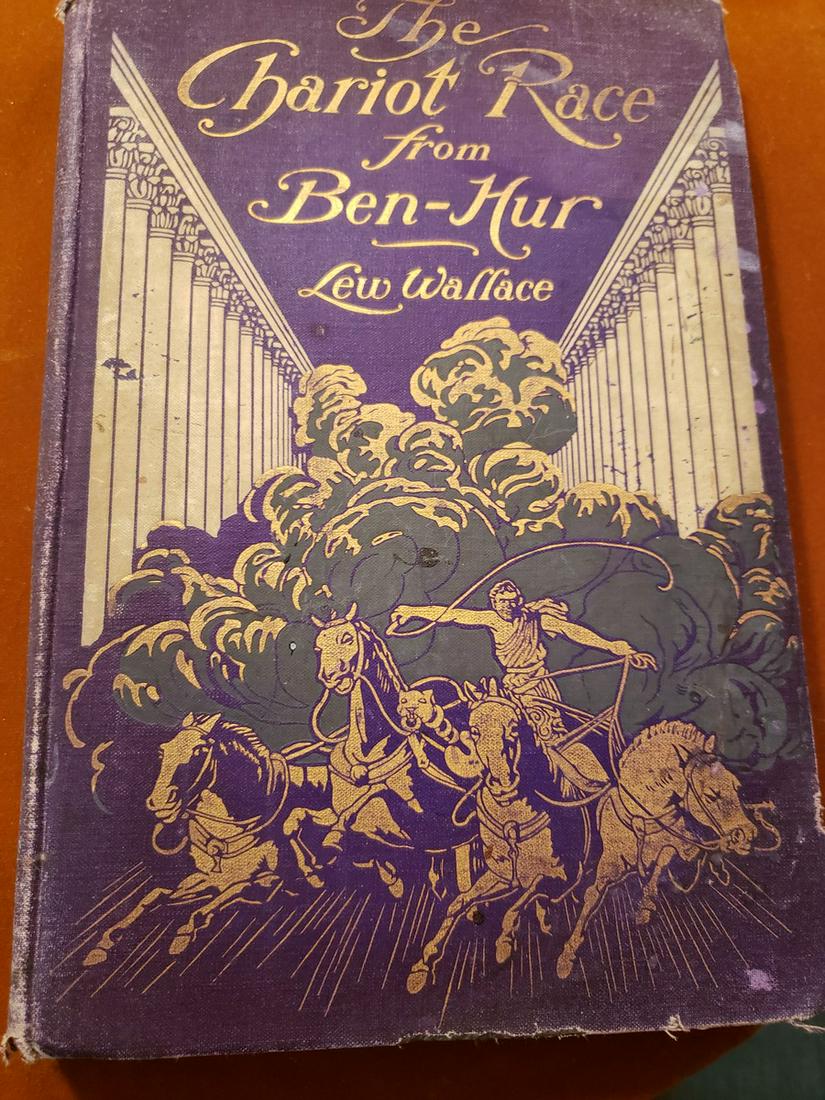 The
Chariot Race
from
Ben-Hur
Lew Wallace